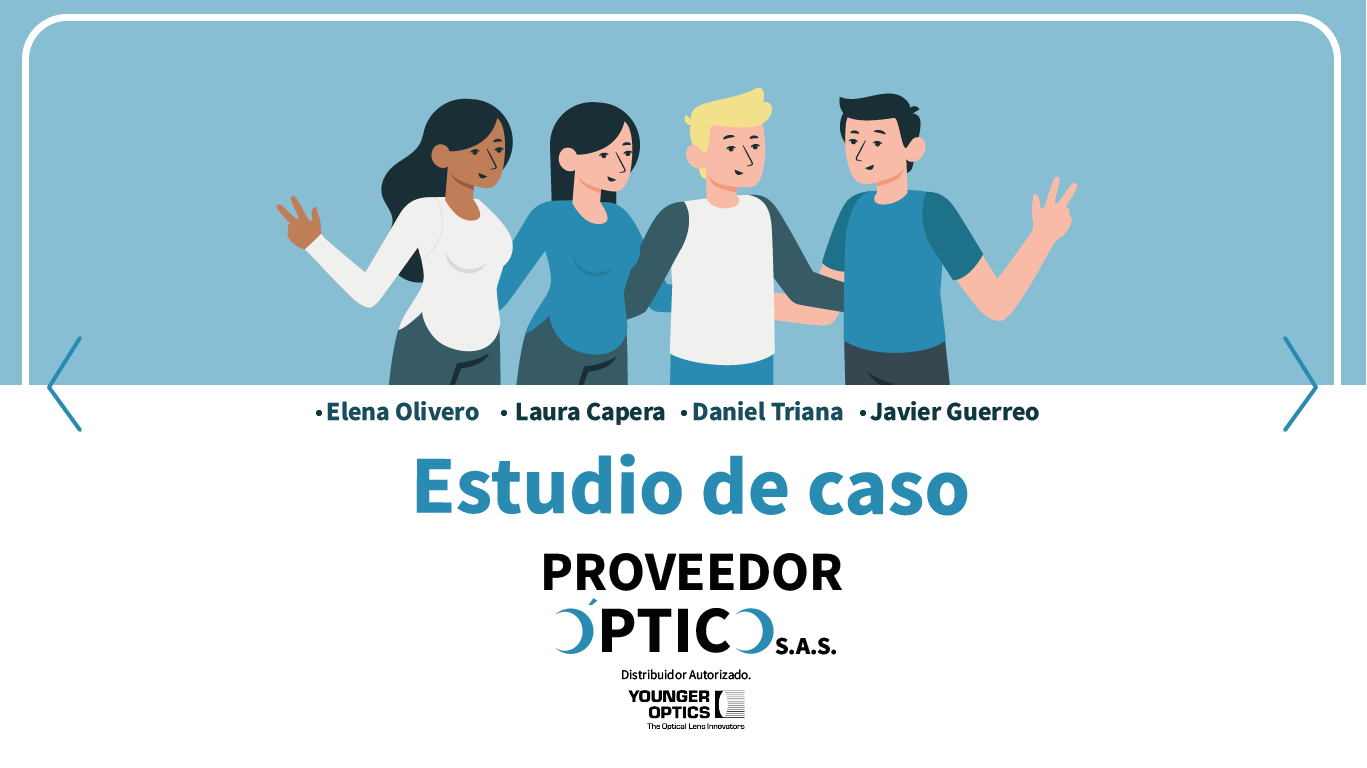 •Elena Olivero • Laura Capera •Daniel Triana •Javier Guerreo
Estudio de caso
PROVEEDOR
ÓPTICO S.A.S.
Distribuidor Autorizado.
YOUNGER
OPTICS
The Optical Lens Innovators